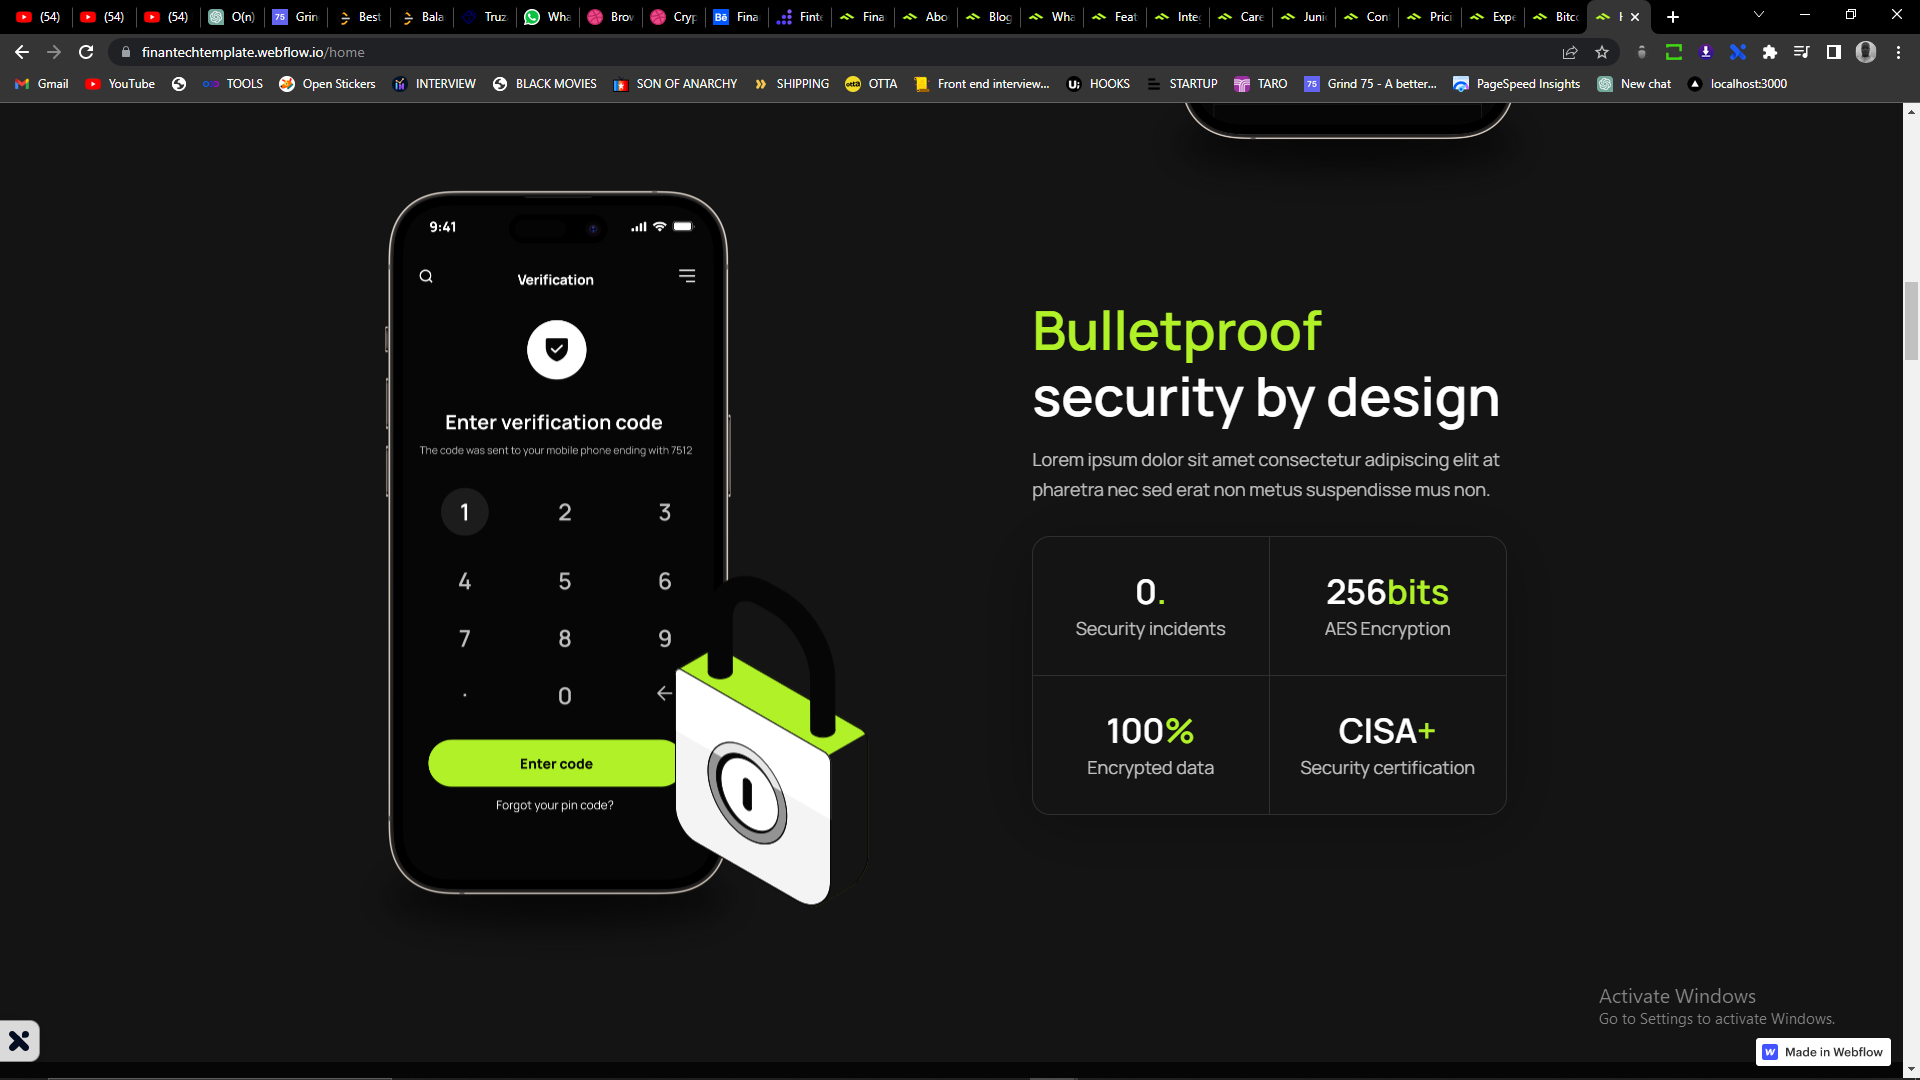 (54) (54) (54) O(n) Grin Best Bala Truz Wha Brov Cryp Fina Finte Fina Abo Blog Wha Feat Inte Care Juni Con Prici Expe Bitco
finantechtemplate.webflow.io/home
Gmail YouTube TOOLS Open Stickers INTERVIEW BLACK MOVIES SON OF ANARCHY SHIPPING OTTA Front end interview... HOOKS STARTUP TARO Grind 75 - A better... PageSpeed Insights New chat localhost:3000
9:41
Verification
Enter verification code
The code was sent to your mobile phone ending with 7512
1 2 3
4 5 6
7 8 9
. 0 ←
Enter code
Forgot your pin code?
Bulletproof
security by design
Lorem ipsum dolor sit amet consectetur adipiscing elit at
pharetra nec sed erat non metus suspendisse mus non.
0.
Security incidents
256bits
AES Encryption
100%
Encrypted data
CISA+
Security certification
Activate Windows
Go to Settings to activate Windows.
Made in Webflow